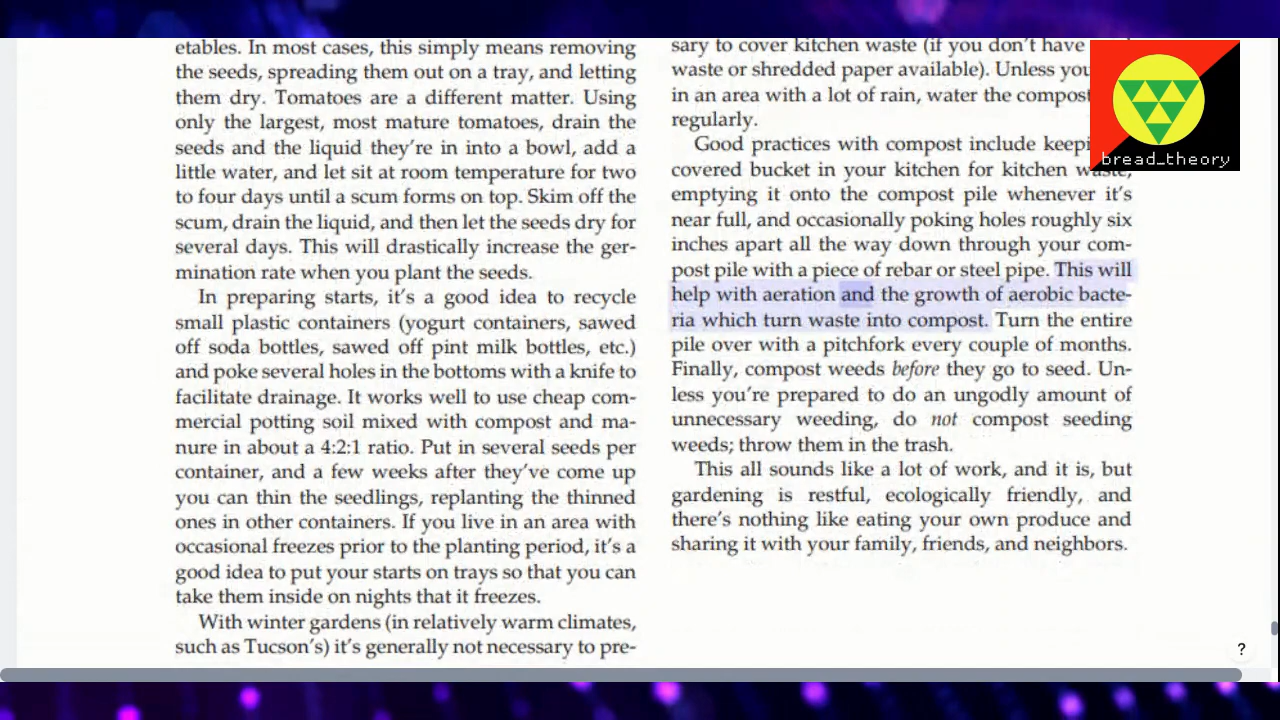 etables. In most cases, this simply means removing
the seeds, spreading them out on a tray, and letting
them dry. Tomatoes are a different matter. Using
only the largest, most mature tomatoes, drain the
seeds and the liquid they're in into a bowl, add a
little water, and let sit at room temperature for two
to four days until a scum forms on top. Skim off the
scum, drain the liquid, and then let the seeds dry for
several days. This will drastically increase the ger-
mination rate when you plant the seeds.
In preparing starts, it's a good idea to recycle
small plastic containers (yogurt containers, sawed
off soda bottles, sawed off pint milk bottles, etc.)
and poke several holes in the bottoms with a knife to
facilitate drainage. It works well to use cheap com-
mercial potting soil mixed with compost and ma-
nure in about a 4:2:1 ratio. Put in several seeds per
container, and a few weeks after they've come up
you can thin the seedlings, replanting the thinned
ones in other containers. If you live in an area with
occasional freezes prior to the planting period, it's a
good idea to put your starts on trays so that you can
take them inside on nights that it freezes.
With winter gardens (in relatively warm climates,
such as Tucson's) it's generally not necessary to pre-
sary to cover kitchen waste (if you don't have
waste or shredded paper available). Unless you
in an area with a lot of rain, water the compost
regularly.
Good practices with compost include keepi
covered bucket in your kitchen for kitchen waste,
emptying it onto the compost pile whenever it's
near full, and occasionally poking holes roughly six
inches apart all the way down through your com-
post pile with a piece of rebar or steel pipe. This will
help with aeration and the growth of aerobic bacte-
ria which turn waste into compost. Turn the entire
pile over with a pitchfork every couple of months.
Finally, compost weeds before they go to seed. Un-
less you're prepared to do an ungodly amount of
unnecessary weeding, do not compost seeding
weeds; throw them in the trash.
This all sounds like a lot of work, and it is, but
gardening is restful, ecologically friendly, and
there's nothing like eating your own produce and
sharing it with your family, friends, and neighbors.
bread_theory
?